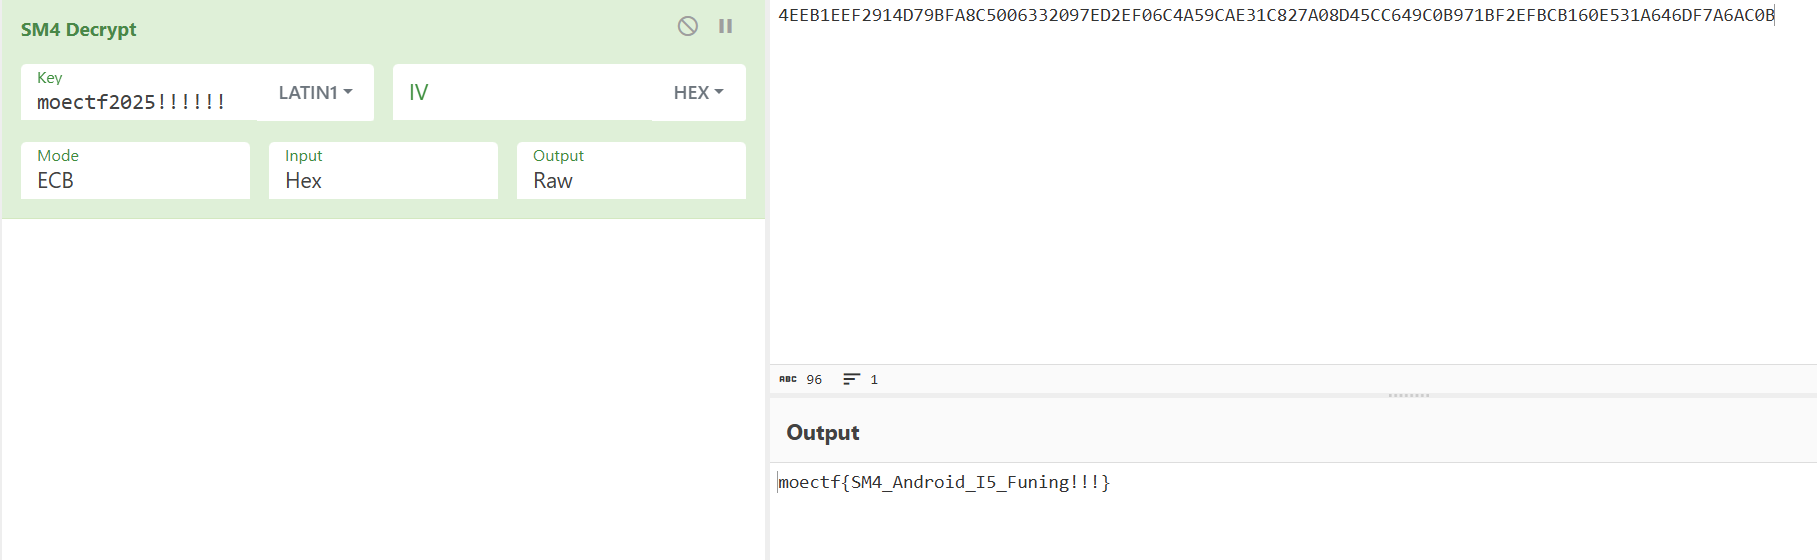 SM4 Decrypt
Key
moectf2025!!!!!!
LATIN1
IV
HEX
Mode
ECB
Input
Hex
Output
Raw
4EEB1EEF2914D79BFA8C5006332097ED2EF06C4A59CAE31C827A08D45CC649C0B971BF2EFBCB160E531A646DF7A6AC0B
ABC 96 1
Output
moectf{SM4_Android_I5_Funing!!!}